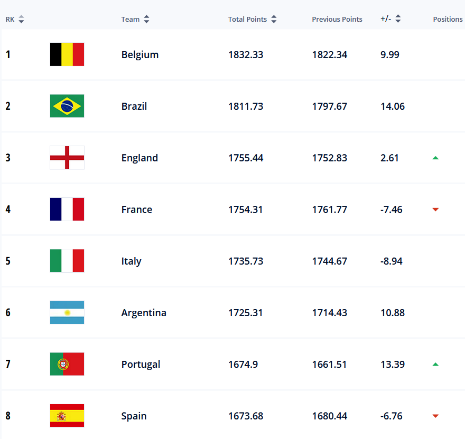 RK Team Total Points Previous Points +/- Positions
1 Belgium 1832.33 1822.34 9.99
2 Brazil 1811.73 1797.67 14.06
3 England 1755.44 1752.83 2.61
4 France 1754.31 1761.77 -7.46
5 Italy 1735.73 1744.67 -8.94
6 Argentina 1725.31 1714.43 10.88
7 Portugal 1674.9 1661.51 13.39
8 Spain 1673.68 1680.44 -6.76